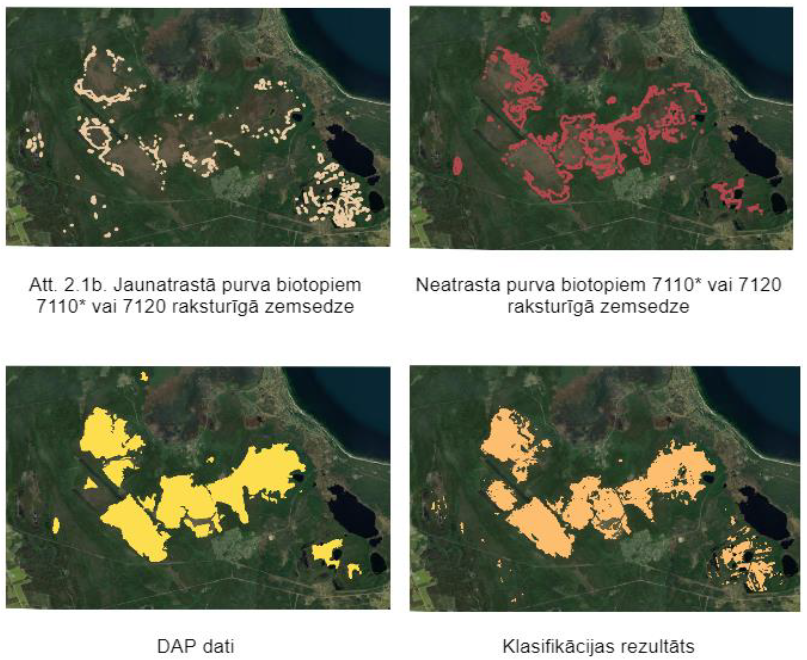 Att. 2.1b. Jaunatrastā purva biotopiem
7110* vai 7120 raksturīgā zemsedze
Neatrasta purva biotopiem 7110* vai 7120
raksturīgā zemsedze
DAP dati
Klasifikācijas rezultāts